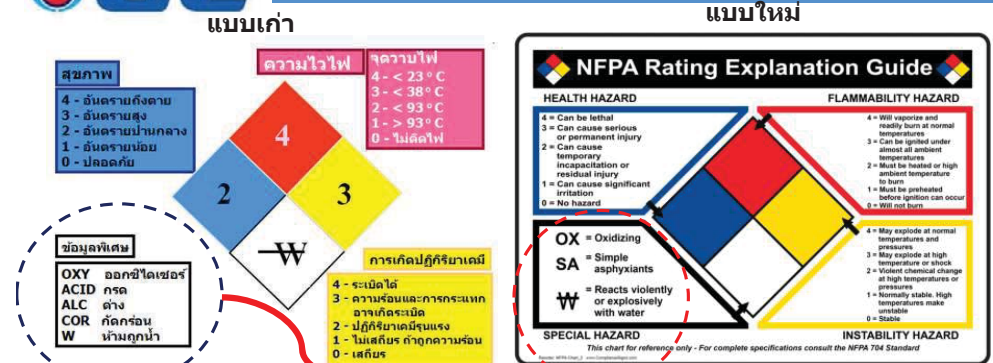 แบบเก่า
แบบใหม่
สุขภาพ
4 - อันตรายถึงตาย
3 - อันตรายสูง
2 - อันตรายปานกลาง
1 - อันตรายน้อย
0 - ปลอดภัย
ความไวไฟ
จุดวาบไฟ
4 - < 23 ° C
3 - < 38° C
2 - < 93° C
1 - > 93° C
0 - ไม่ติดไฟ
4
2
3
W
ข้อมูลพิเศษ
OXY ออกซิไดเซอร์
ACID กรด
ALC ด่าง
COR กัดกร่อน
W ห้ามถูกน้ำ
การเกิดปฏิกิริยาเคมี
4 - ระเบิดได้
3 - ความร้อนและการกระแทก
อาจเกิดระเบิด
2 - ปฏิกิริยาเคมีรุนแรง
1 - ไม่เสถียร ถ้าถูกความร้อน
0 - เสถียร
NFPA Rating Explanation Guide
HEALTH HAZARD
4 = Can be lethal
3 = Can cause serious
or permanent injury
2 = Can cause
temporary
incapacitation or
residual injury
1 = Can cause significant
irritation
0 = No hazard
FLAMMABILITY HAZARD
4 = Will vaporize and
readily burn at normal
temperatures
3 = Can be ignited under
almost all ambient
temperatures
2 = Must be heated or high
ambient temperature
to burn
1 = Must be preheated
before ignition can occur
0 = Will not burn
OX = Oxidizing
SA = Simple
asphyxiants
W = Reacts violently
or explosively
with water
SPECIAL HAZARD
4 = May explode at normal
temperatures and
pressures
3 = May explode at high
temperature or shock
2 = Violent chemical change
at high temperatures or
pressures
1 = Normally stable. High
temperatures make
unstable
0 = Stable
INSTABILITY HAZARD
This chart for reference only - For complete specifications consult the NFPA 704 Standard